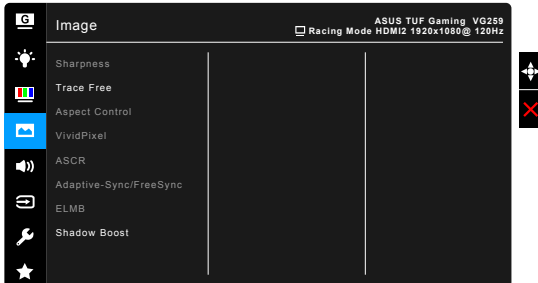 G
Image
ASUS TUF Gaming VG259
Racing Mode HDMI2 1920x1080@ 120Hz
Sharpness
Trace Free
Aspect Control
VividPixel
ASCR
Adaptive-Sync/FreeSync
ELMB
Shadow Boost